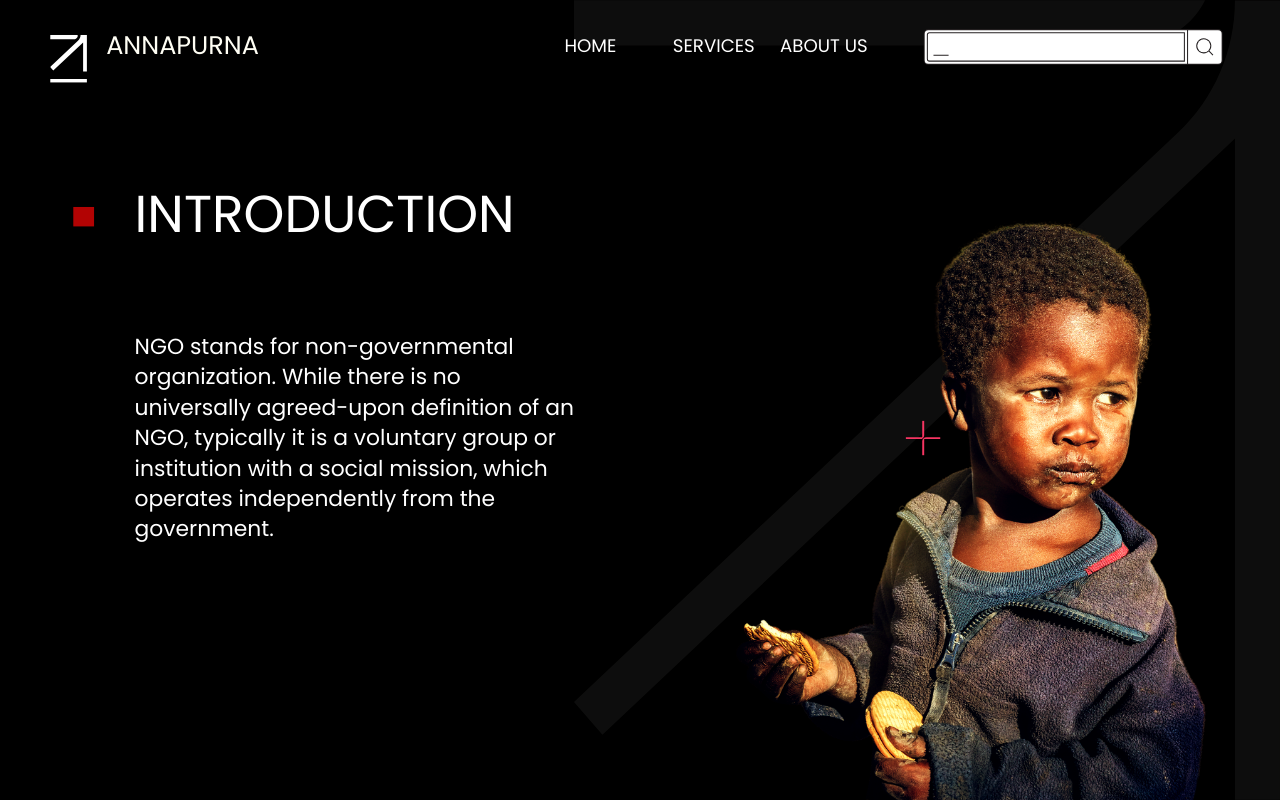 ANNAPURNA
HOME
SERVICES
ABOUT US
INTRODUCTION
NGO stands for non-governmental
organization. While there is no
universally agreed-upon definition of an
NGO, typically it is a voluntary group or
institution with a social mission, which
operates independently from the
government.